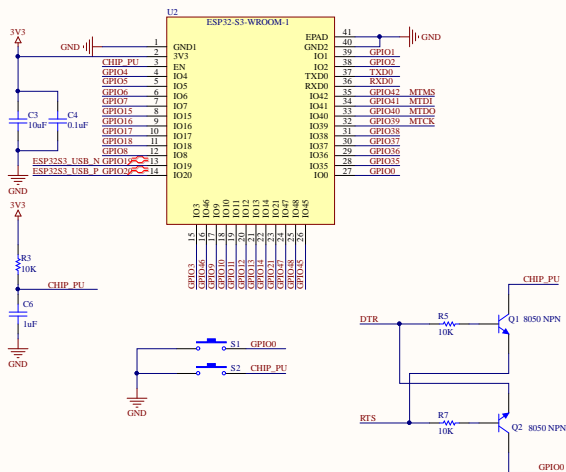 U2
ESP32-S3-WROOM-1
3V3
GND
1 GND1
2 3V3
CHIP_PU 3 EN
GPIO4 4 IO4
GPIO5 5 IO5
GPIO6 6 IO6
GPIO7 7 IO7
GPIO15 8 IO15
GPIO16 9 IO16
GPIO17 10 IO17
GPIO18 11 IO18
GPIO8 12 IO8
ESP32S3_USB_N GPIO19 13 IO19
ESP32S3_USB_P GPIO20 14 IO20
EPAD 41
GND2 40
GND
IO1 39 GPIO1
IO2 38 GPIO2
TXD0 37 TXD0
RXD0 36 RXD0
IO42 35 GPIO42 MTMS
IO41 34 GPIO41 MTDI
IO40 33 GPIO40 MTDO
IO39 32 GPIO39 MTCK
IO38 31 GPIO38
IO37 30 GPIO37
IO36 29 GPIO36
IO35 28 GPIO35
IO0 27 GPIO0
IO3 15 GPIO3
IO46 16 GPIO46
IO9 17 GPIO9
IO10 18 GPIO10
IO11 19 GPIO11
IO12 20 GPIO12
IO13 21 GPIO13
IO14 22 GPIO14
IO21 23 GPIO21
IO47 24 GPIO47
IO48 25 GPIO48
IO45 26 GPIO45
C3
10uF
C4
0.1uF
GND
3V3
R3
10K
CHIP_PU
C6
1uF
GND
S1 GPIO0
S2 CHIP_PU
GND
CHIP_PU
DTR
R5
10K
Q1 8050 NPN
RTS
R7
10K
Q2 8050 NPN
GPIO0